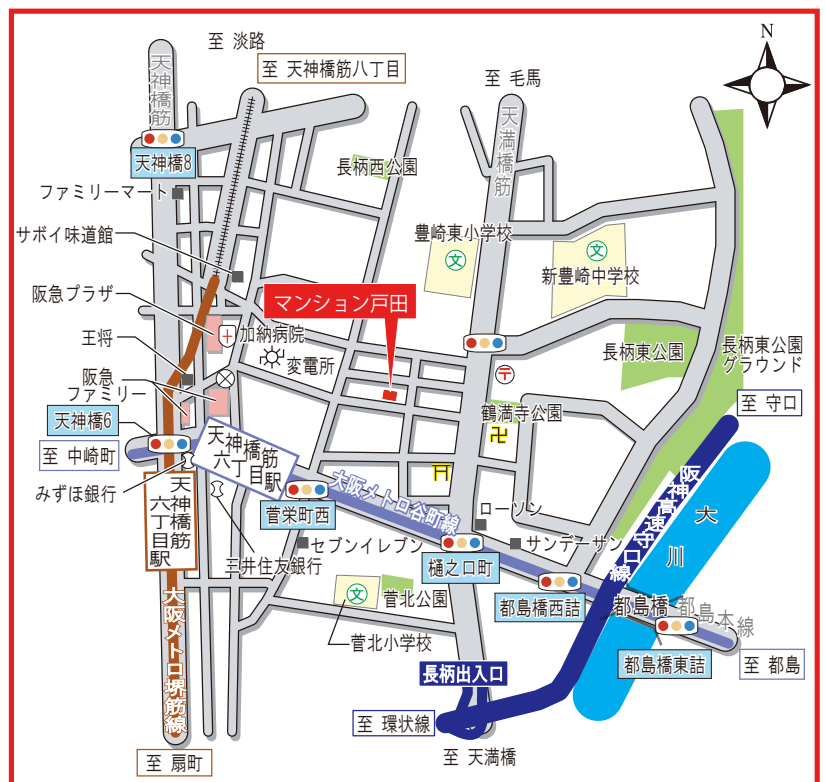 N
至 淡路
至 天神橋筋八丁目
至 毛馬
天神橋筋
天満橋筋
天神橋8
長柄西公園
ファミリーマート
サボイ味道館
豊崎東小学校
文
文
新豊崎中学校
阪急プラザ
マンション戸田
加納病院
変電所
王将
長柄東公園
長柄東公園
グラウンド
阪急
ファミリー
鶴満寺公園
天神橋6
至 守口
至 中崎町
天神橋筋
六丁目駅
みずほ銀行
天神橋筋
六丁目駅
大阪メトロ谷町線
阪神高速守口線
大川
菅栄町西
ローソン
セブンイレブン
サンデーサン
三井住友銀行
樋之口町
都島橋西詰
都島橋
都島本線
文
菅北公園
菅北小学校
大阪メトロ堺筋線
都島橋東詰
至 都島
長柄出入口
至 環状線
至 扇町
至 天満橋